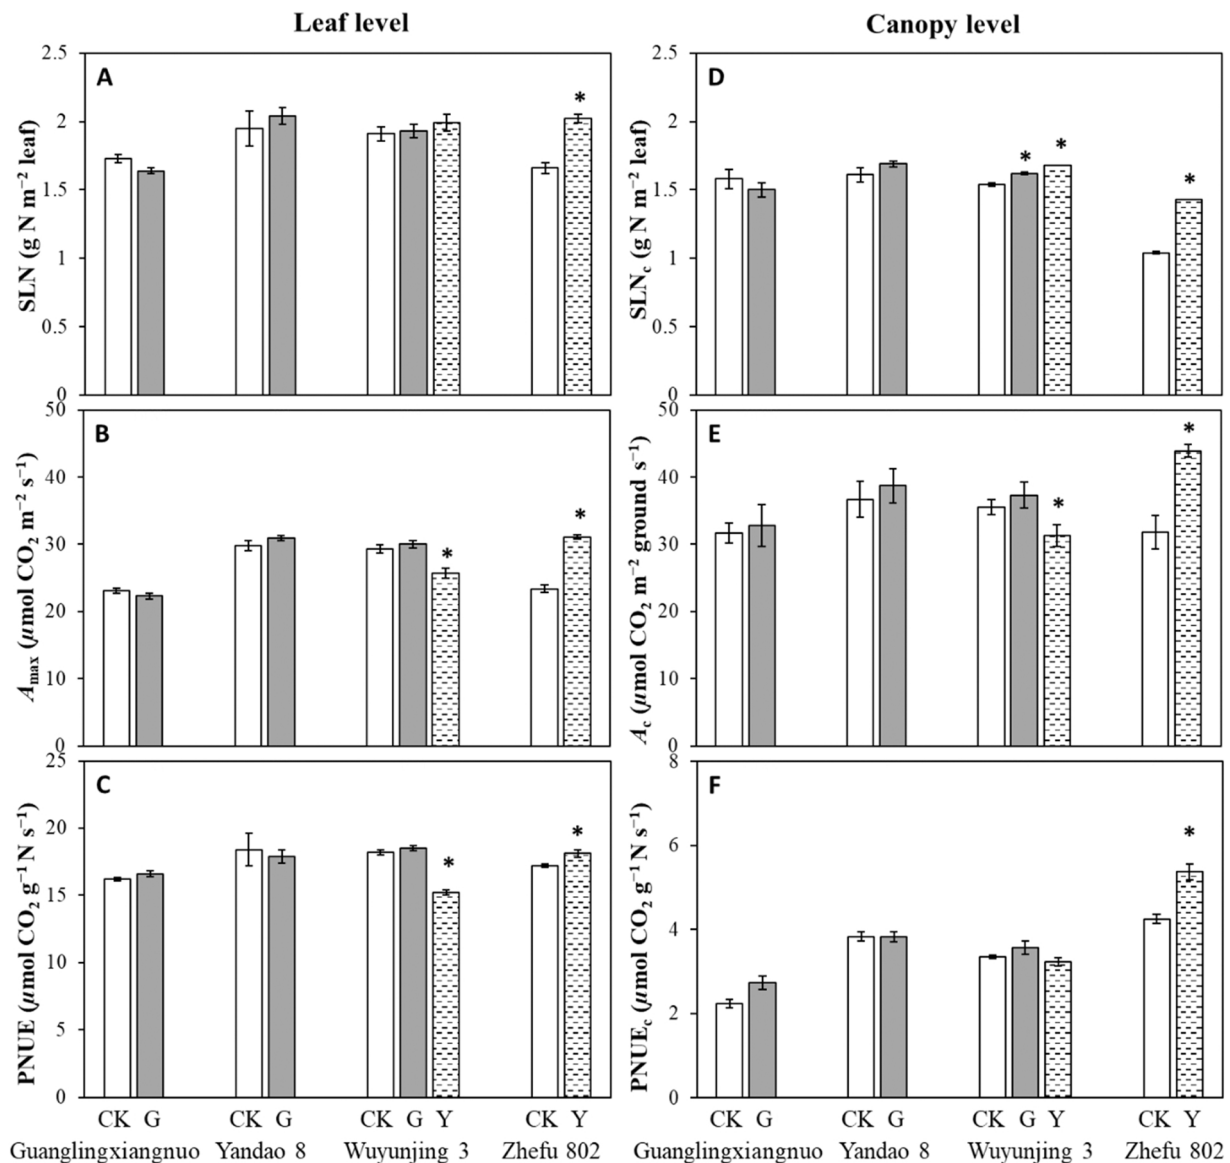 Leaf level
Canopy level
A
SLN (g N m⁻² leaf)
2.5
2
1.5
1
0.5
0
*
D
SLNc (g N m⁻² leaf)
2.5
2
1.5
1
0.5
0
*
*
*
B
Amax (µmol CO₂ m⁻² s⁻¹)
50
40
30
20
10
0
*
*
E
Ac (µmol CO₂ m⁻² ground s⁻¹)
50
40
30
20
10
0
*
*
C
PNUE (µmol CO₂ g⁻¹ N s⁻¹)
25
20
15
10
5
0
*
*
F
PNUEc (µmol CO₂ g⁻¹ N s⁻¹)
8
6
4
2
0
*
CK G CK G CK G Y CK Y
Guanglingxiangnuo Yandao 8 Wuyunjing 3 Zhefu 802
CK G CK G CK G Y CK Y
Guanglingxiangnuo Yandao 8 Wuyunjing 3 Zhefu 802